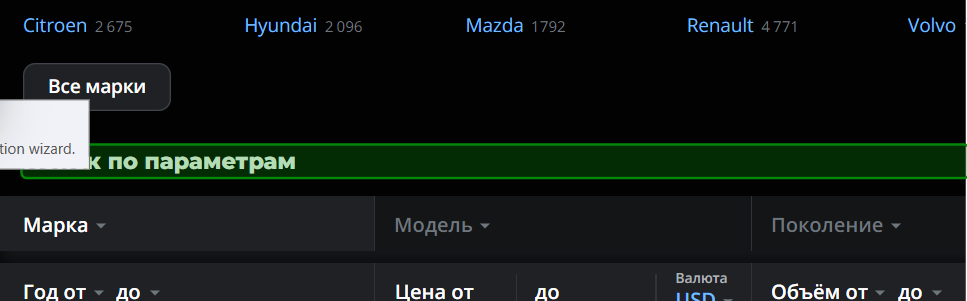 Citroen 2 675 Hyundai 2 096 Mazda 1792 Renault 4 771 Volvo
Все марки
tion wizard.
к по параметрам
Марка Модель Поколение
Валюта
Год от до Цена от до USD Объём от до